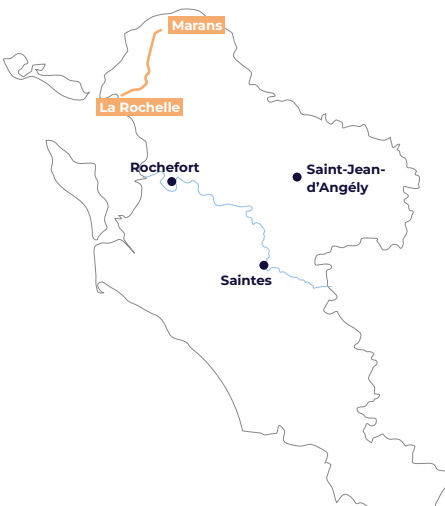 Marans
La Rochelle
Rochefort
Saint-Jean-
d’Angély
Saintes